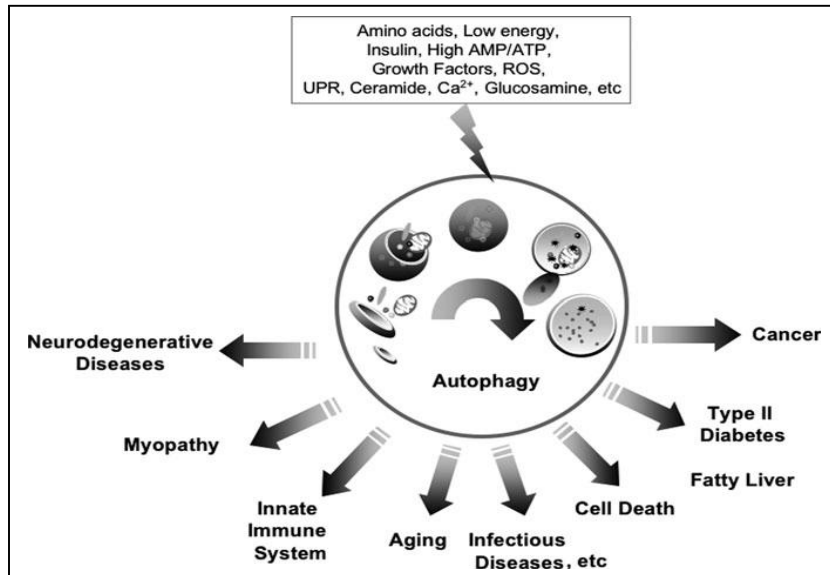 Amino acids, Low energy,
Insulin, High AMP/ATP
Growth Factors, ROS,
UPR, Ceramide, Ca²⁺, Glucosamine, etc
Autophagy
Neurodegenerative
Diseases
Myopathy
Innate
Immune
System
Aging
Infectious
Diseases, etc
Cell Death
Fatty Liver
Type II
Diabetes
Cancer